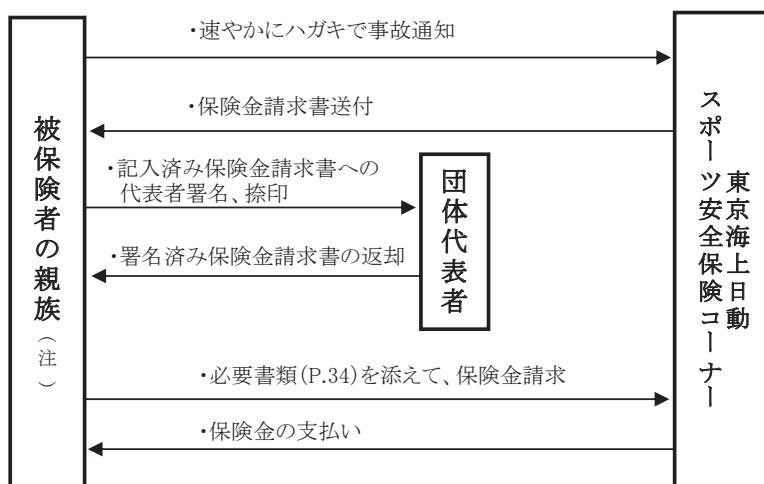 ・速やかにハガキで事故通知
・保険金請求書送付
・記入済み保険金請求書への
代表者署名、捺印
・署名済み保険金請求書の返却
・必要書類(P.34)を添えて、保険金請求
・保険金の支払い
被保険者の親族(注)
団体代表者
東京海上日動
スポーツ安全保険コーナー